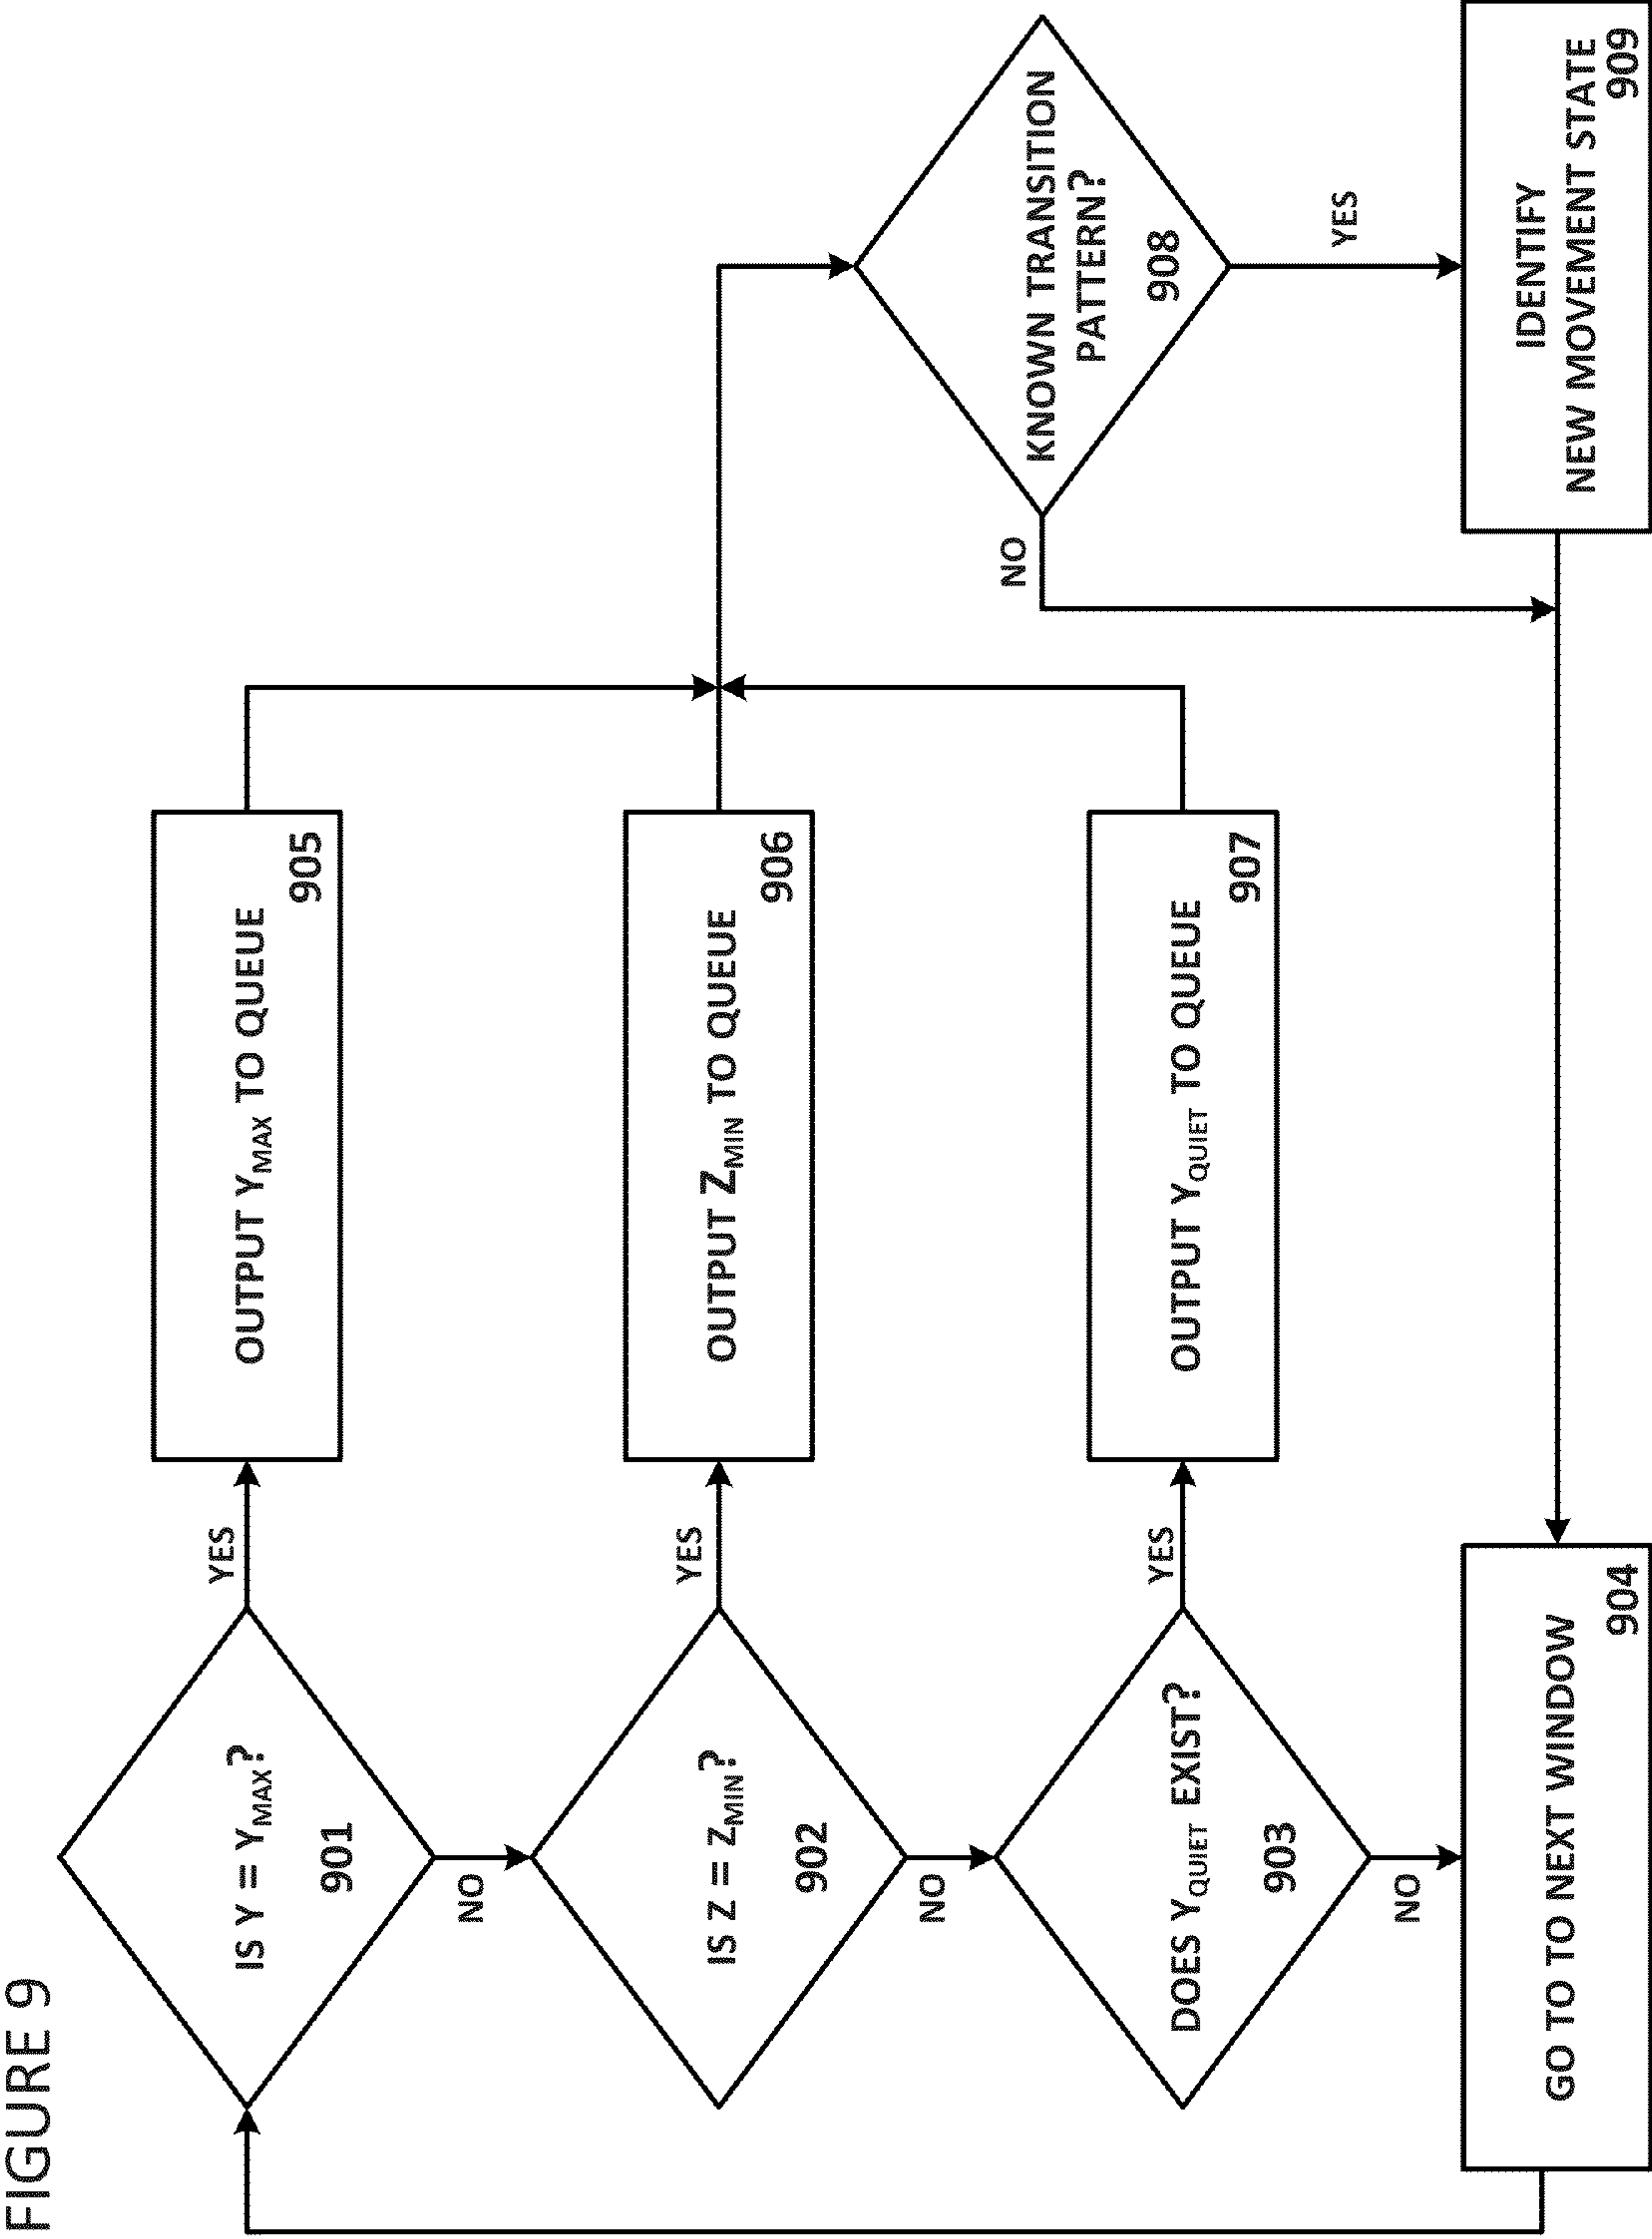 FIGURE 9
IS Y = YMAX?
901
YES
OUTPUT YMAX TO QUEUE
905
NO
IS Z = ZMIN?
902
YES
OUTPUT ZMIN TO QUEUE
906
NO
DOES YQUIET EXIST?
903
YES
OUTPUT YQUIET TO QUEUE
907
NO
GO TO TO NEXT WINDOW
904
KNOWN TRANSITION
PATTERN?
908
NO
YES
IDENTIFY
NEW MOVEMENT STATE
909